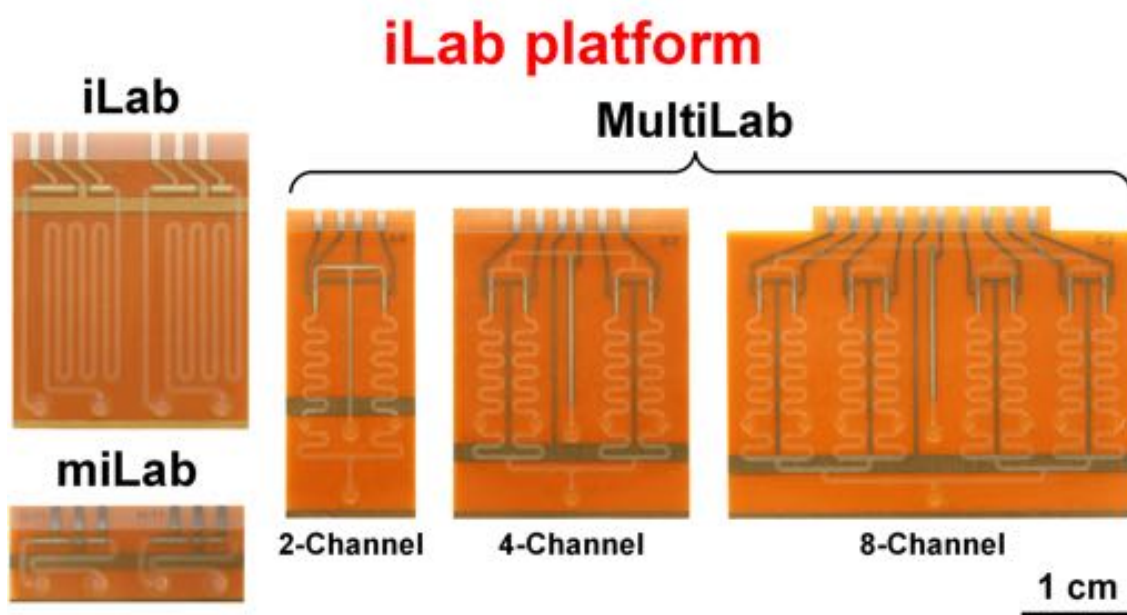 iLab platform
iLab
MultiLab
miLab
2-Channel
4-Channel
8-Channel
1 cm